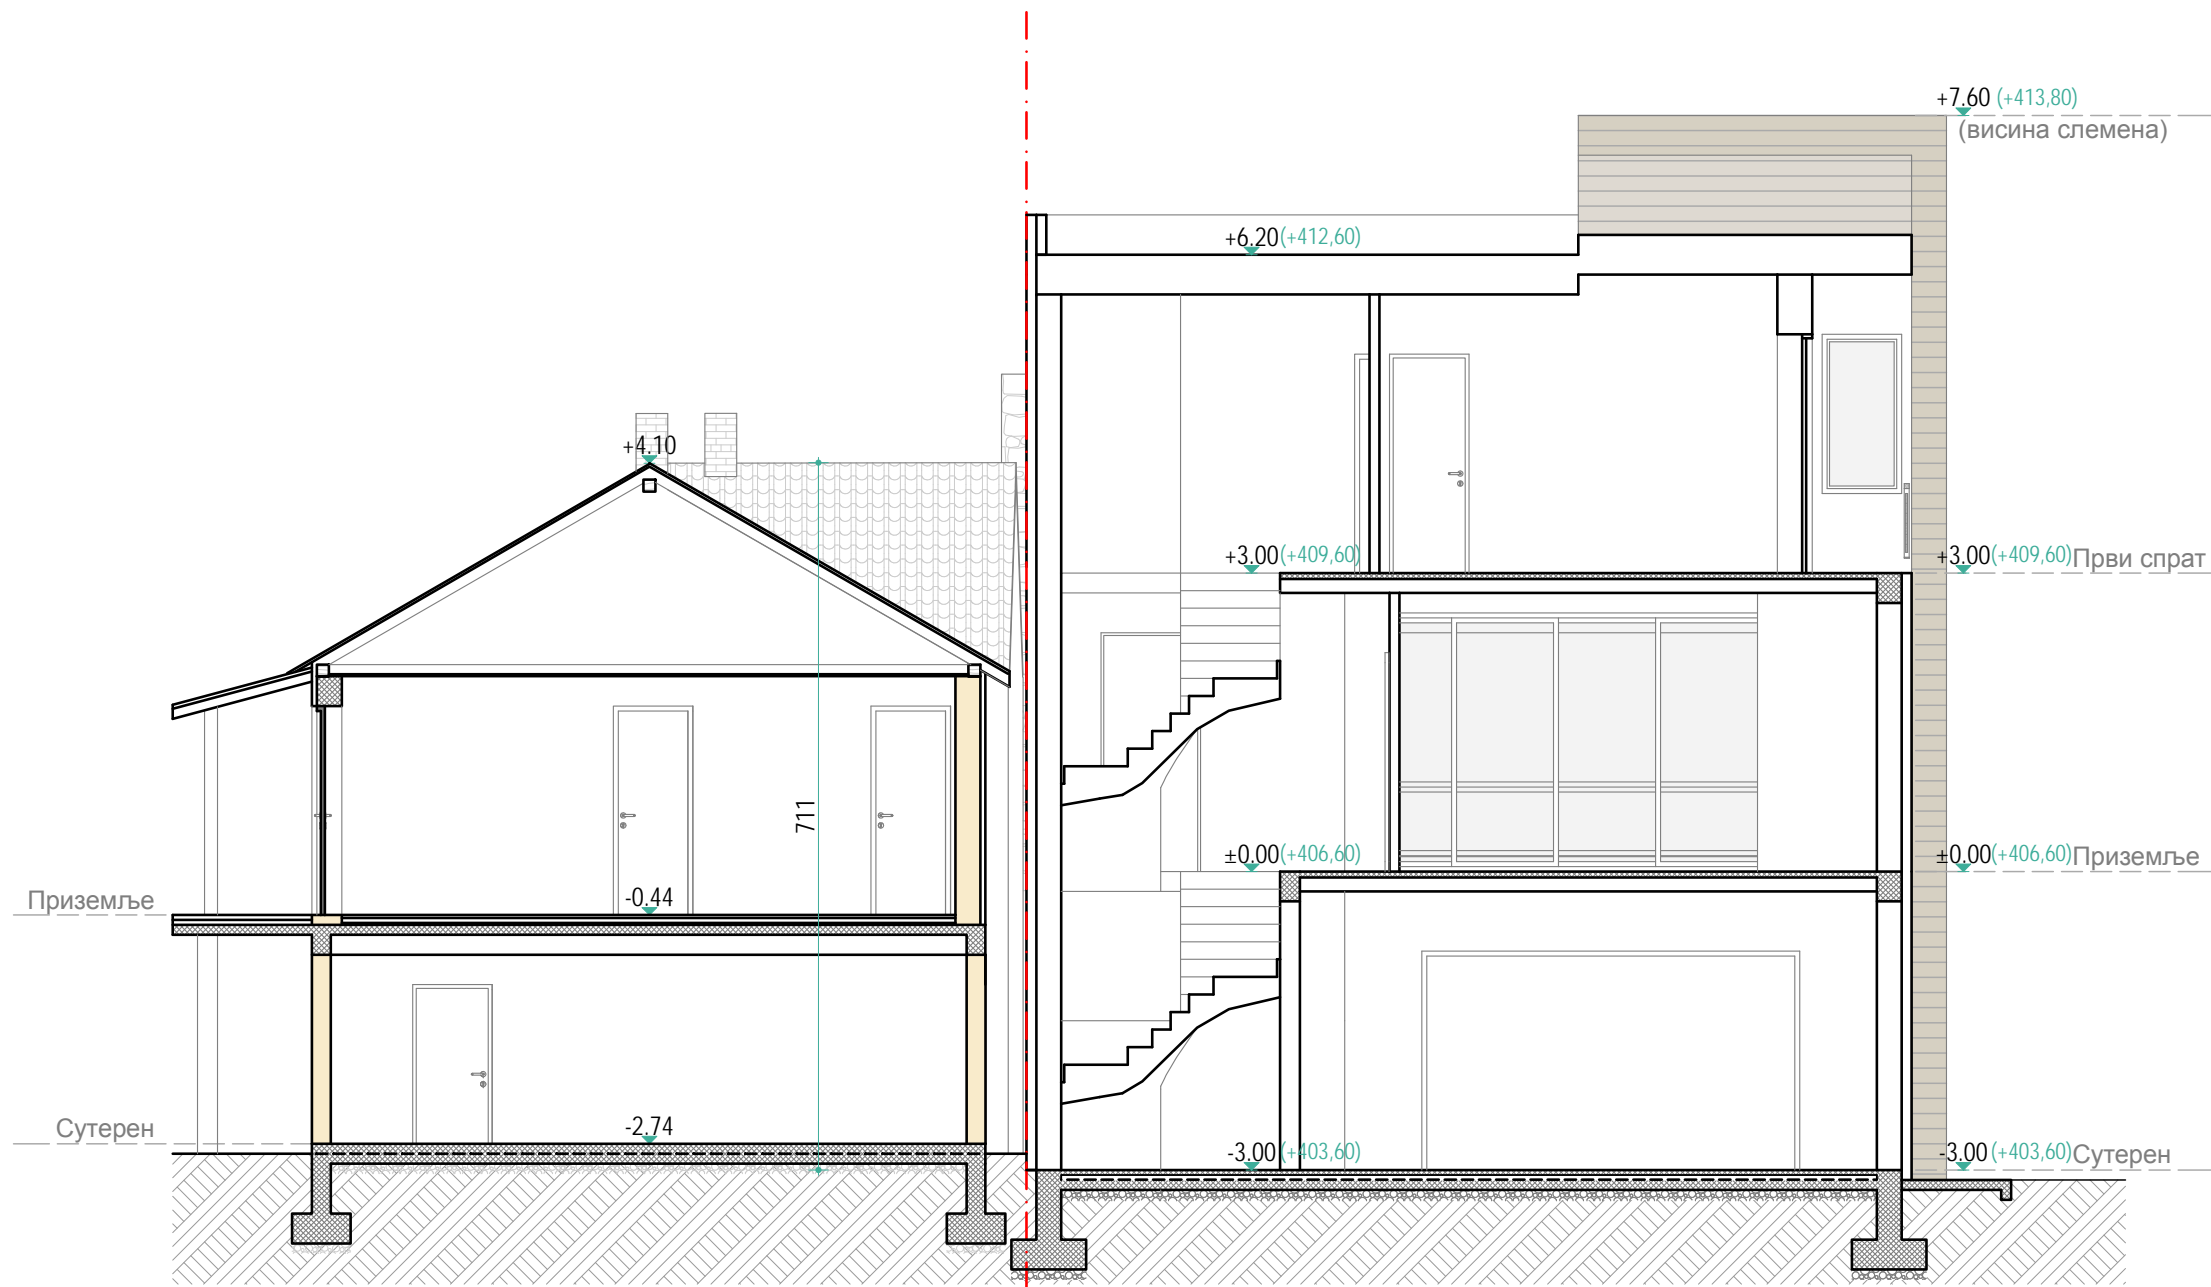 +7.60 (+413,80)
(висина слемена)
+6.20(+412,60)
+4.10
+3.00(+409,60)
+3.00(+409,60)Први спрат
711
±0.00(+406,60)
±0.00(+406,60)Приземље
Приземље
-0.44
Сутерен
-2.74
-3.00(+403,60)
-3.00(+403,60)Сутерен